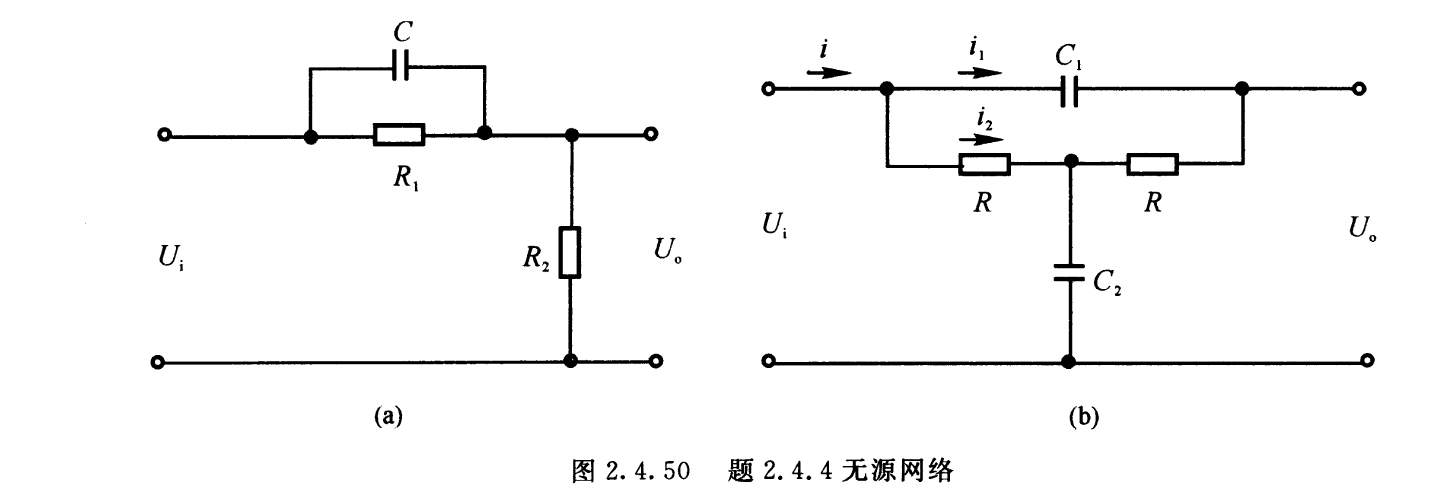 C
R₁
R₂
Uᵢ
Uₒ
(a)
i
i₁
C₁
i₂
R
R
Uᵢ
Uₒ
C₂
(b)
图 2.4.50 题 2.4.4 无源网络